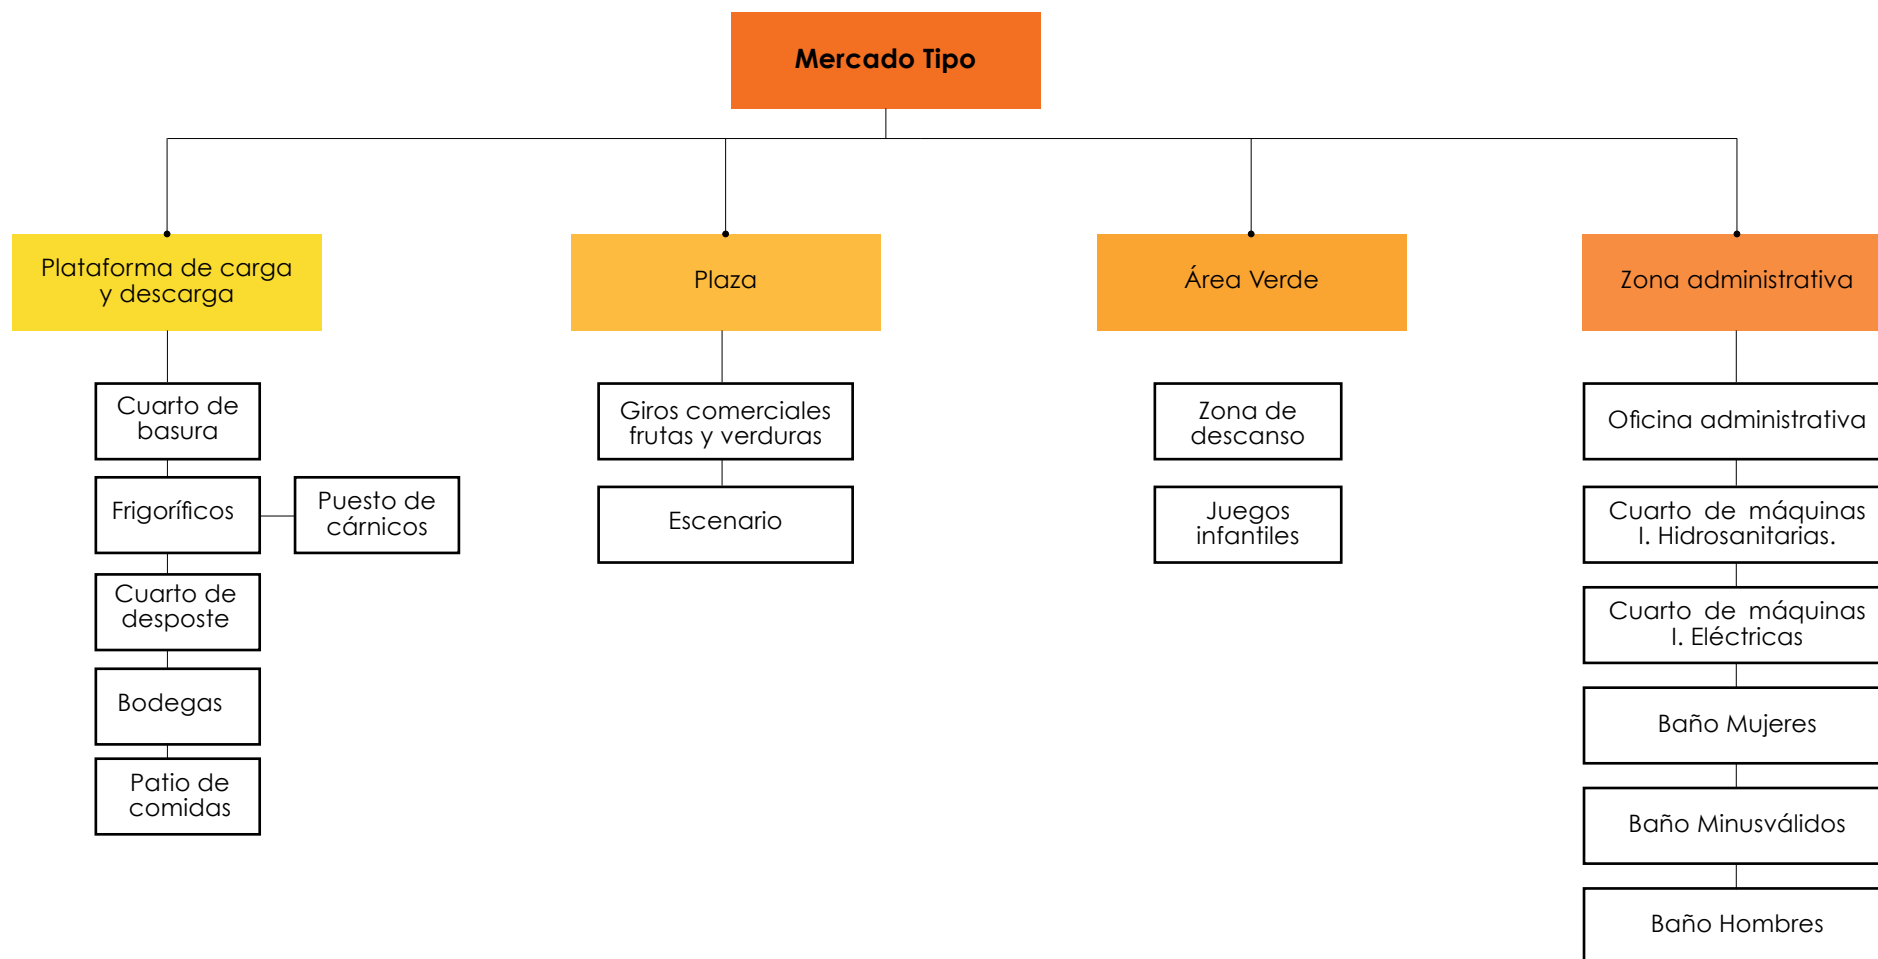 Mercado Tipo
Plataforma de carga
y descarga
Plaza
Área Verde
Zona administrativa
Cuarto de
basura
Frigoríficos
Puesto de
cárnicos
Cuarto de
desposte
Bodegas
Patio de
comidas
Giros comerciales
frutas y verduras
Escenario
Zona de
descanso
Juegos
infantiles
Oficina administrativa
Cuarto de máquinas
I. Hidrosanitarias.
Cuarto de máquinas
I. Eléctricas
Baño Mujeres
Baño Minusválidos
Baño Hombres